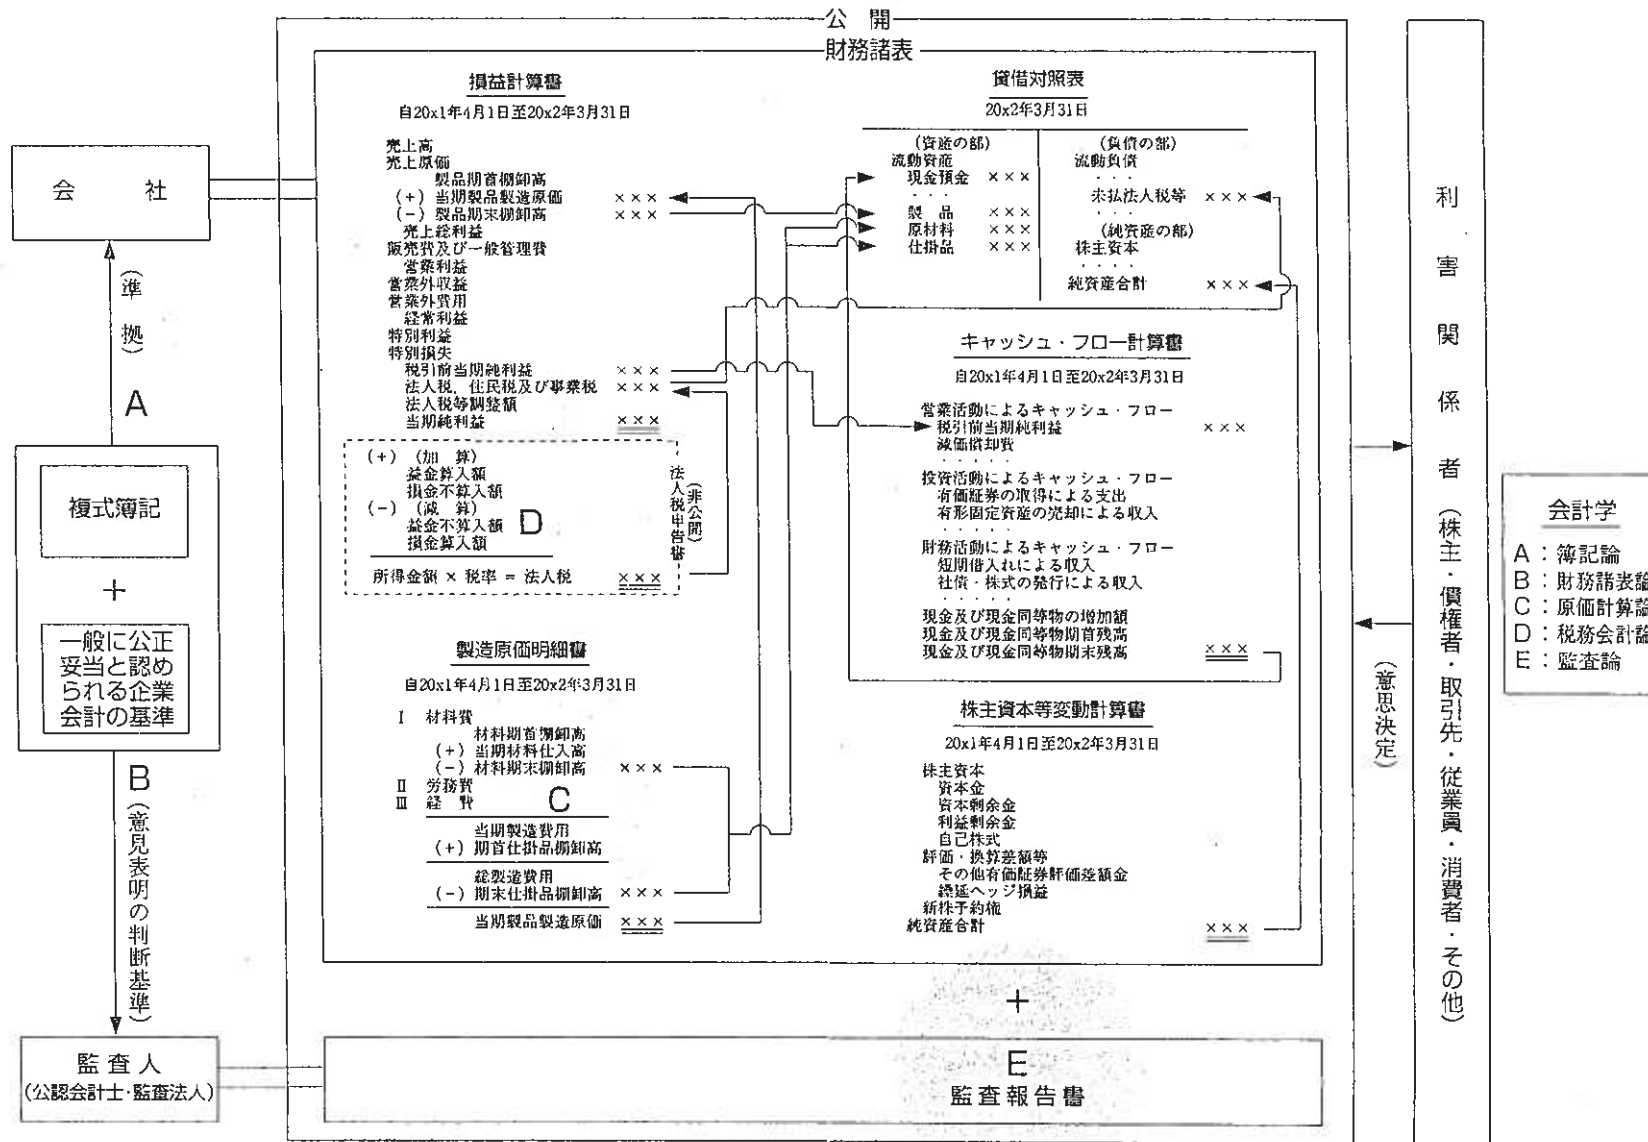 公 開
財務諸表
会 社
(準 拠)
A
複式簿記
+
一般に公正
妥当と認め
られる企業
会計の基準
B
(意見表明の判断基準)
監査人
(公認会計士・監査法人)
損益計算書
自20x1年4月1日至20x2年3月31日
売上高
売上原価
製品期首棚卸高
(+) 当期製品製造原価 ×××
(-) 製品期末棚卸高 ×××
売上総利益
販売費及び一般管理費
営業利益
営業外収益
営業外費用
経常利益
特別利益
特別損失
税引前当期純利益 ×××
法人税, 住民税及び事業税 ×××
法人税等調整額
当期純利益 ×××
(+) (加 算)
益金算入額
損金不算入額
(-) (減 算)
益金不算入額
損金算入額
D
所得金額 × 税率 = 法人税 ×××
法人税申告書
(非公開)
製造原価明細書
自20x1年4月1日至20x2年3月31日
Ⅰ 材料費
材料期首棚卸高
(+) 当期材料仕入高
(-) 材料期末棚卸高 ×××
Ⅱ 労務費
Ⅲ 経 費
C
当期製造費用
(+) 期首仕掛品棚卸高
総製造費用
(-) 期末仕掛品棚卸高 ×××
当期製品製造原価 ×××
貸借対照表
20x2年3月31日
(資産の部)
流動資産
現金預金 ×××
・・・
製 品 ×××
原材料 ×××
仕掛品 ×××
(負債の部)
流動負債
・・・
未払法人税等 ×××
・・・
(純資産の部)
株主資本
・・・・
純資産合計 ×××
キャッシュ・フロー計算書
自20x1年4月1日至20x2年3月31日
営業活動によるキャッシュ・フロー
税引前当期純利益 ×××
減価償却費
・・・・・
投資活動によるキャッシュ・フロー
有価証券の取得による支出
有形固定資産の売却による収入
・・・・・
財務活動によるキャッシュ・フロー
短期借入れによる収入
社債・株式の発行による収入
・・・・・
現金及び現金同等物の増加額
現金及び現金同等物期首残高
現金及び現金同等物期末残高 ×××
株主資本等変動計算書
20x1年4月1日至20x2年3月31日
株主資本
資本金
資本剰余金
利益剰余金
自己株式
評価・換算差額等
その他有価証券評価差額金
繰延ヘッジ損益
新株予約権
純資産合計 ×××
+
E
監査報告書
(意思決定)
利害関係者(株主・債権者・取引先・従業員・消費者・その他)
会計学
A : 簿記論
B : 財務諸表論
C : 原価計算論
D : 税務会計論
E : 監査論